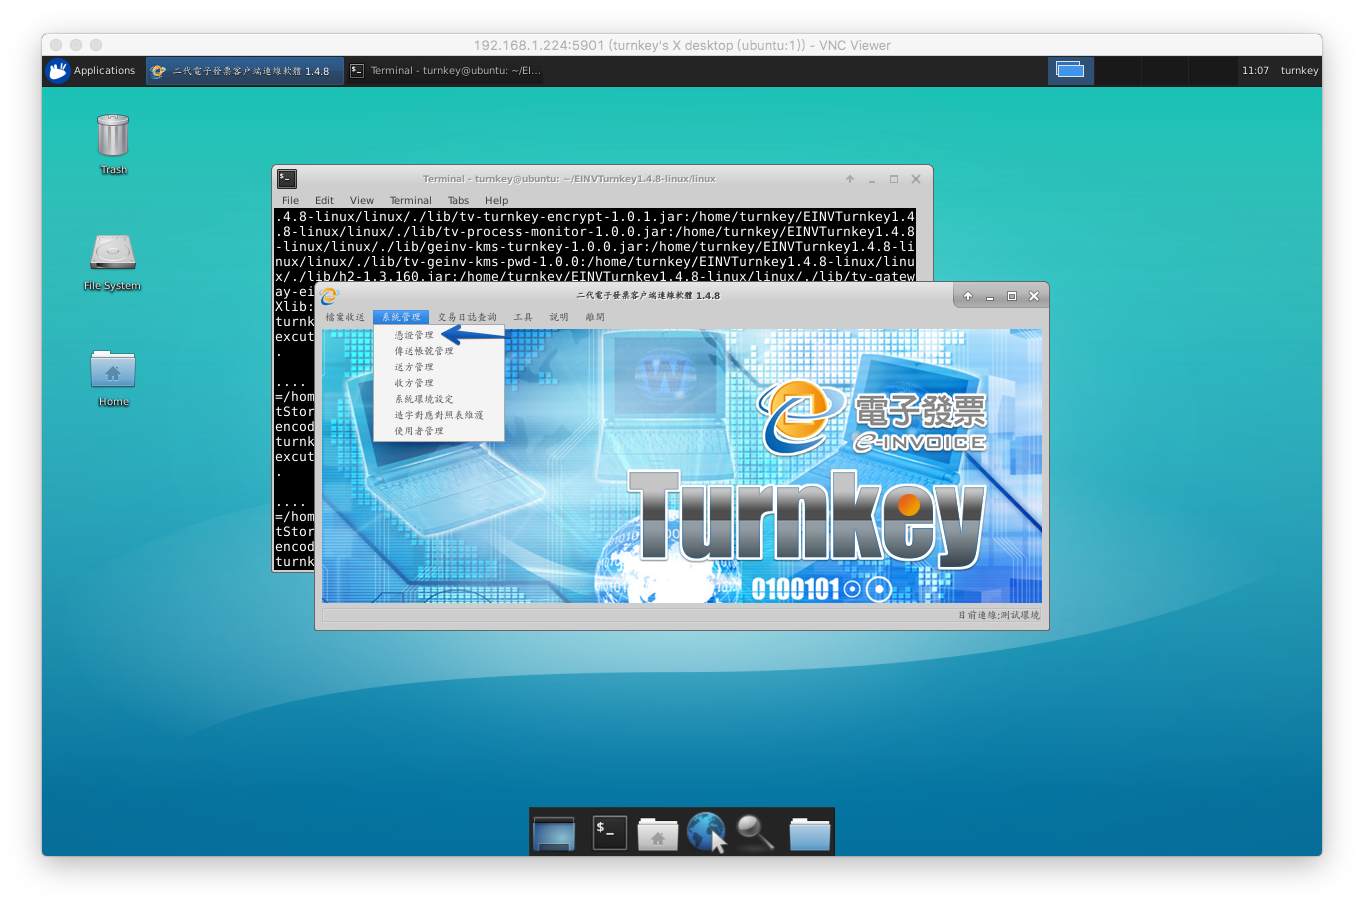 192.168.1.224:5901 (turnkey's X desktop (ubuntu:1)) - VNC Viewer
Applications
二代電子發票客戶端連線軟體 1.4.8
Terminal - turnkey@ubuntu: ~/EI...
11:07
turnkey
Trash
File System
Home
Terminal - turnkey@ubuntu: ~/EINVTurnkey1.4.8-linux/linux
File Edit View Terminal Tabs Help
.4.8-linux/linux/./lib/tv-turnkey-encrypt-1.0.1.jar:/home/turnkey/EINVTurnkey1.4
.8-linux/linux/./lib/tv-process-monitor-1.0.0.jar:/home/turnkey/EINVTurnkey1.4.8
-linux/linux/./lib/geinv-kms-turnkey-1.0.0.jar:/home/turnkey/EINVTurnkey1.4.8-li
nux/linux/./lib/tv-geinv-kms-pwd-1.0.0:/home/turnkey/EINVTurnkey1.4.8-linux/linu
x/./lib/h2-1.3.160.jar:/home/turnkey/EINVTurnkey1.4.8-linux/linux/./lib/tv-gatew
ay-ei
Xlib:
turnk
excut
.
....
=/hom
tStor
encod
turnk
excut
.
....
=/hom
tStor
encod
turnk
二代電子發票客戶端連線軟體 1.4.8
檔案收送 系統管理 交易日誌查詢 工具 說明 離開
憑證管理
傳送帳號管理
送方管理
收方管理
系統環境設定
造字對應對照表維護
使用者管理
W
電子發票
e-INVOICE
Turnkey
0100101
目前連線:測試環境
$_